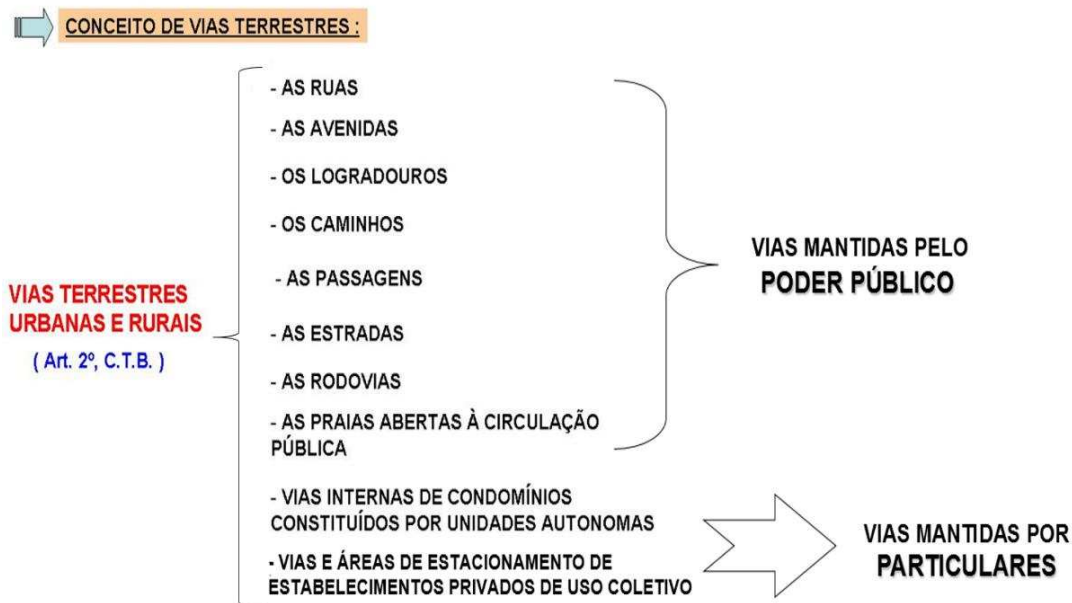 CONCEITO DE VIAS TERRESTRES :
- AS RUAS
- AS AVENIDAS
- OS LOGRADOUROS
- OS CAMINHOS
- AS PASSAGENS
- AS ESTRADAS
- AS RODOVIAS
- AS PRAIAS ABERTAS À CIRCULAÇÃO
PÚBLICA
- VIAS INTERNAS DE CONDOMÍNIOS
CONSTITUÍDOS POR UNIDADES AUTONOMAS
- VIAS E ÁREAS DE ESTACIONAMENTO DE
ESTABELECIMENTOS PRIVADOS DE USO COLETIVO
VIAS TERRESTRES
URBANAS E RURAIS
( Art. 2º, C.T.B. )
VIAS MANTIDAS PELO
PODER PÚBLICO
VIAS MANTIDAS POR
PARTICULARES